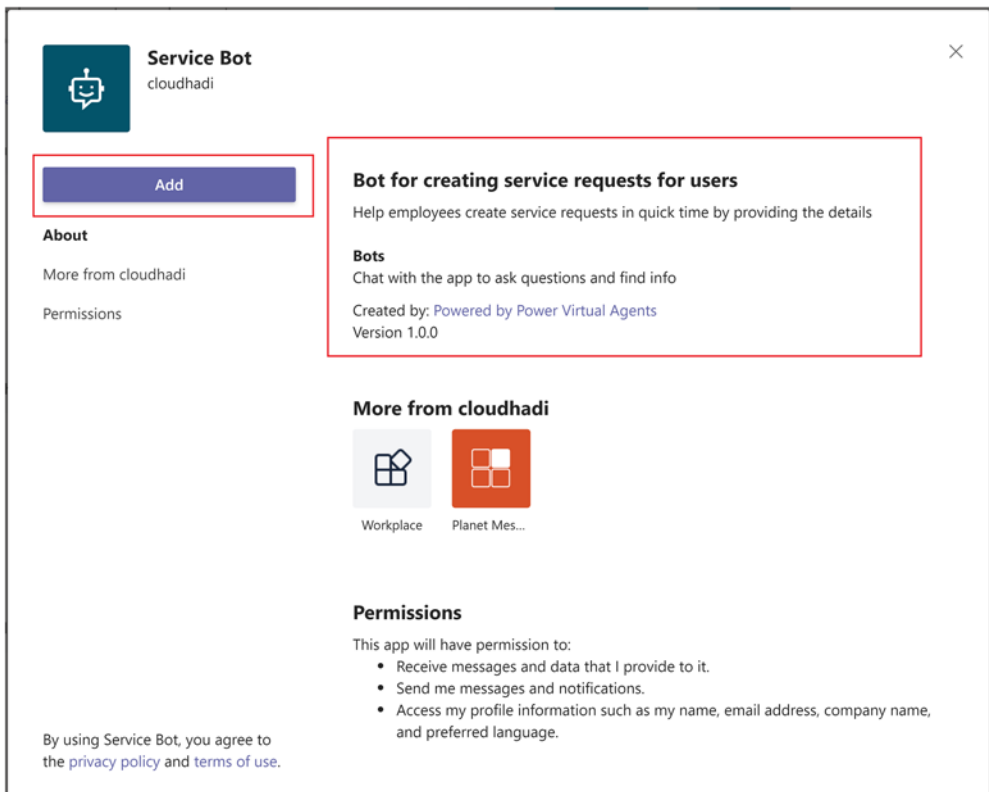 Service Bot
cloudhadi
Add
About
More from cloudhadi
Permissions
Bot for creating service requests for users
Help employees create service requests in quick time by providing the details
Bots
Chat with the app to ask questions and find info
Created by: Powered by Power Virtual Agents
Version 1.0.0
More from cloudhadi
Workplace
Planet Mes...
Permissions
This app will have permission to:
• Receive messages and data that I provide to it.
• Send me messages and notifications.
• Access my profile information such as my name, email address, company name,
and preferred language.
By using Service Bot, you agree to
the privacy policy and terms of use.